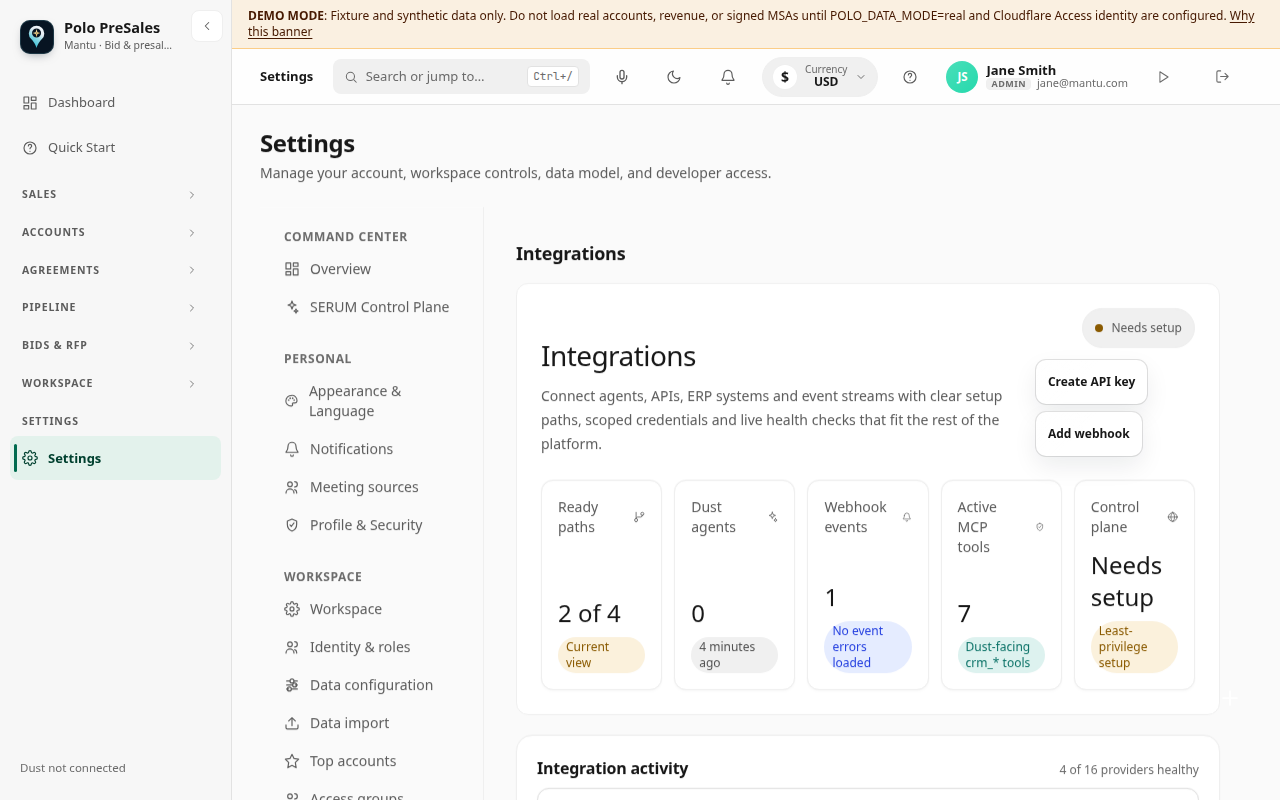 DEMO MODE: Fixture and synthetic data only. Do not load real accounts, revenue, or signed MSAs until POLO_DATA_MODE=real and Cloudflare Access identity are configured. Why
this banner
Polo PreSales
Mantu · Bid & presal...
Dashboard
Quick Start
SALES
ACCOUNTS
AGREEMENTS
PIPELINE
BIDS & RFP
WORKSPACE
SETTINGS
Settings
Dust not connected
Settings
Search or jump to...
Ctrl+/
$
Currency
USD
JS
Jane Smith
ADMIN
jane@mantu.com
Settings
Manage your account, workspace controls, data model, and developer access.
COMMAND CENTER
Overview
SERUM Control Plane
PERSONAL
Appearance &
Language
Notifications
Meeting sources
Profile & Security
WORKSPACE
Workspace
Identity & roles
Data configuration
Data import
Top accounts
Access groups
Integrations
Needs setup
Integrations
Connect agents, APIs, ERP systems and event streams with clear setup
paths, scoped credentials and live health checks that fit the rest of the
platform.
Create API key
Add webhook
Ready
paths
2 of 4
Current
view
Dust
agents
0
4 minutes
ago
Webhook
events
1
No event
errors
loaded
Active
MCP
tools
7
Dust-facing
crm_* tools
Control
plane
Needs
setup
Least-
privilege
setup
Integration activity
4 of 16 providers healthy